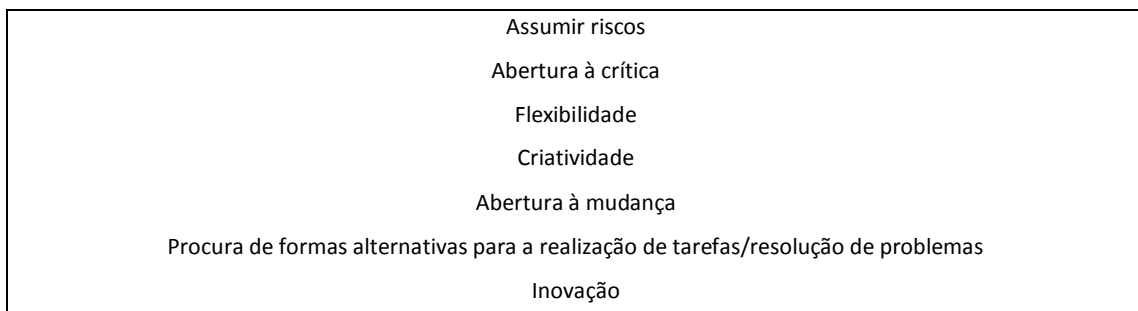 Assumir riscos
Abertura à crítica
Flexibilidade
Criatividade
Abertura à mudança
Procura de formas alternativas para a realização de tarefas/resolução de problemas
Inovação